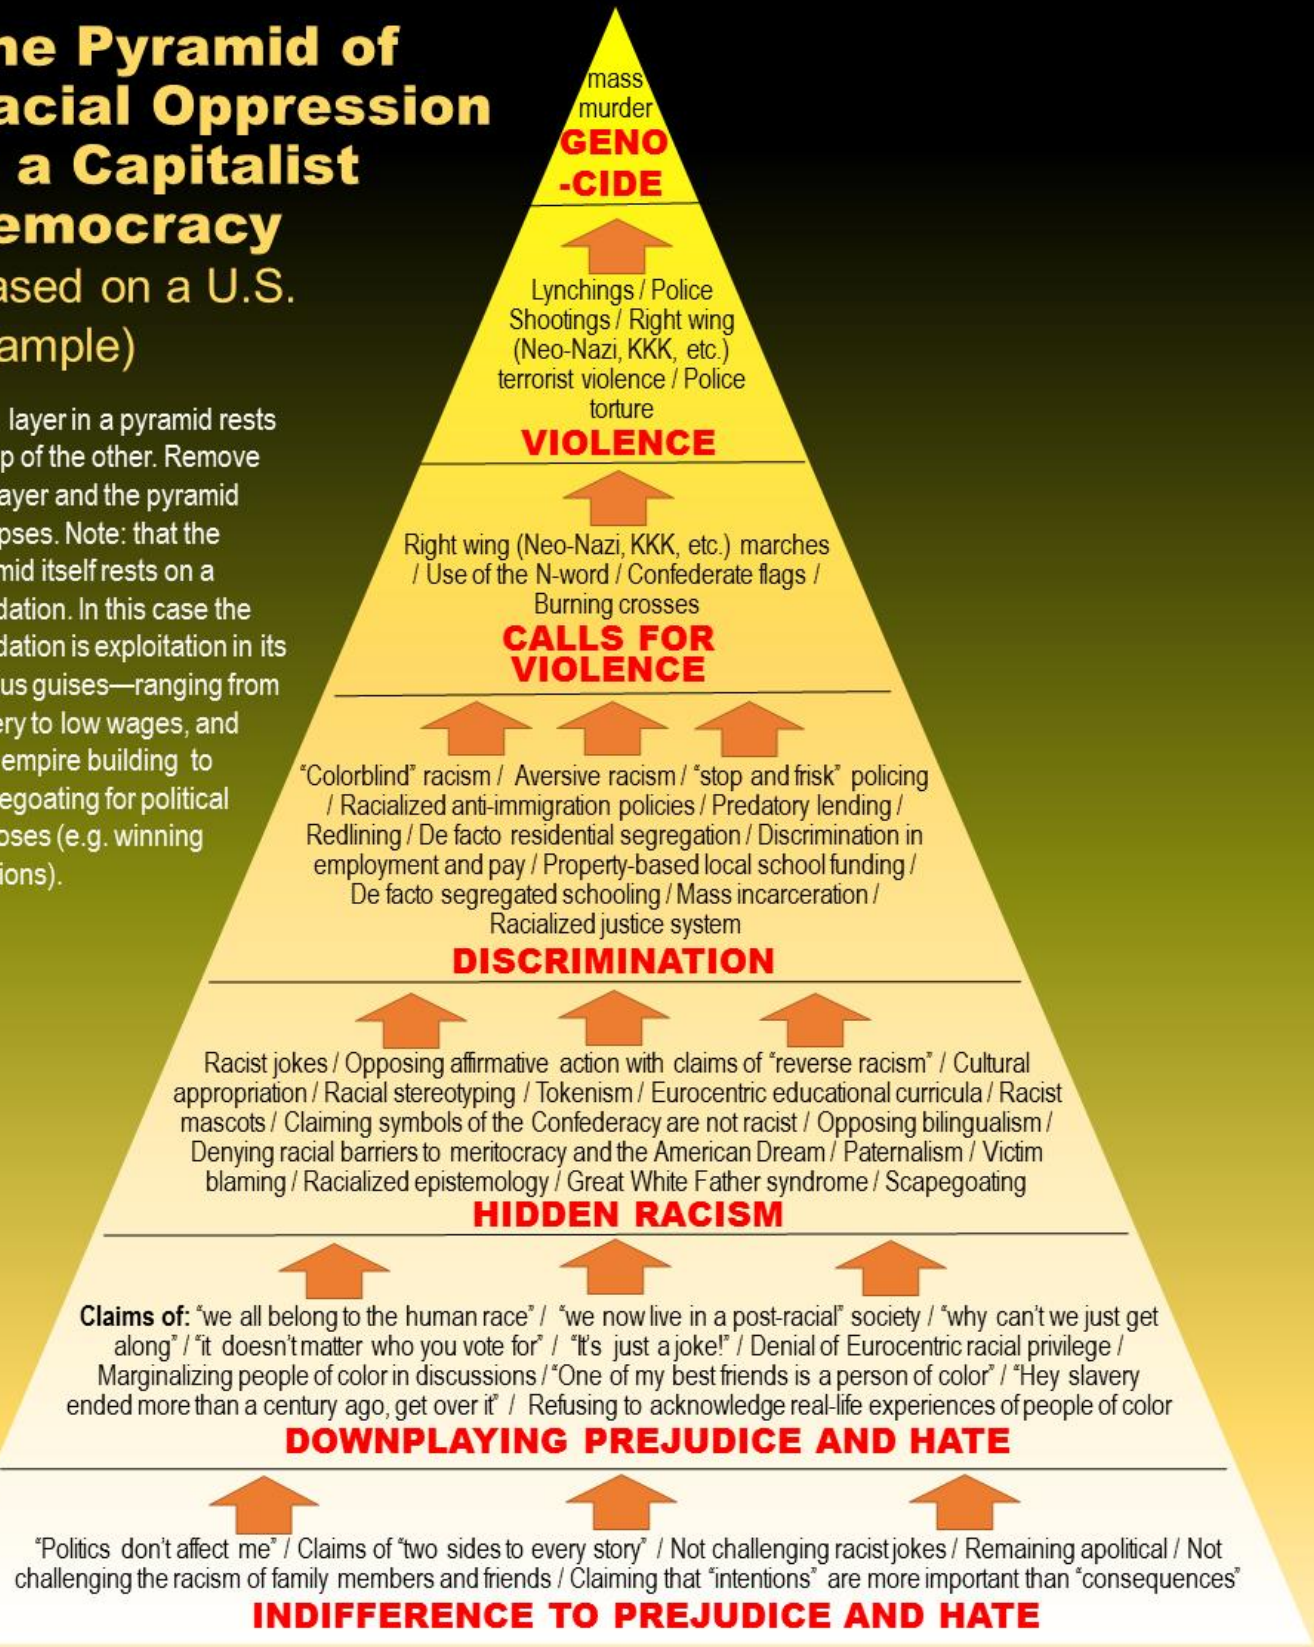 he Pyramid of
acial Oppression
a Capitalist
emocracy
ased on a U.S.
ample)
layer in a pyramid rests
p of the other. Remove
ayer and the pyramid
pses. Note: that the
mid itself rests on a
dation. In this case the
dation is exploitation in its
us guises—ranging from
ery to low wages, and
empire building to
egoating for political
oses (e.g. winning
ions).
mass
murder
GENO
-CIDE
Lynchings / Police
Shootings / Right wing
(Neo-Nazi, KKK, etc.)
terrorist violence / Police
torture
VIOLENCE
Right wing (Neo-Nazi, KKK, etc.) marches
/ Use of the N-word / Confederate flags /
Burning crosses
CALLS FOR
VIOLENCE
“Colorblind” racism / Aversive racism / “stop and frisk” policing
/ Racialized anti-immigration policies / Predatory lending /
Redlining / De facto residential segregation / Discrimination in
employment and pay / Property-based local school funding /
De facto segregated schooling / Mass incarceration /
Racialized justice system
DISCRIMINATION
Racist jokes / Opposing affirmative action with claims of “reverse racism” / Cultural
appropriation / Racial stereotyping / Tokenism / Eurocentric educational curricula / Racist
mascots / Claiming symbols of the Confederacy are not racist / Opposing bilingualism /
Denying racial barriers to meritocracy and the American Dream / Paternalism / Victim
blaming / Racialized epistemology / Great White Father syndrome / Scapegoating
HIDDEN RACISM
Claims of: “we all belong to the human race” / “we now live in a post-racial” society / “why can’t we just get
along” / “it doesn’t matter who you vote for” / “It’s just a joke!” / Denial of Eurocentric racial privilege /
Marginalizing people of color in discussions / “One of my best friends is a person of color” / “Hey slavery
ended more than a century ago, get over it” / Refusing to acknowledge real-life experiences of people of color
DOWNPLAYING PREJUDICE AND HATE
“Politics don’t affect me” / Claims of “two sides to every story” / Not challenging racist jokes / Remaining apolitical / Not
challenging the racism of family members and friends / Claiming that “intentions” are more important than “consequences”
INDIFFERENCE TO PREJUDICE AND HATE